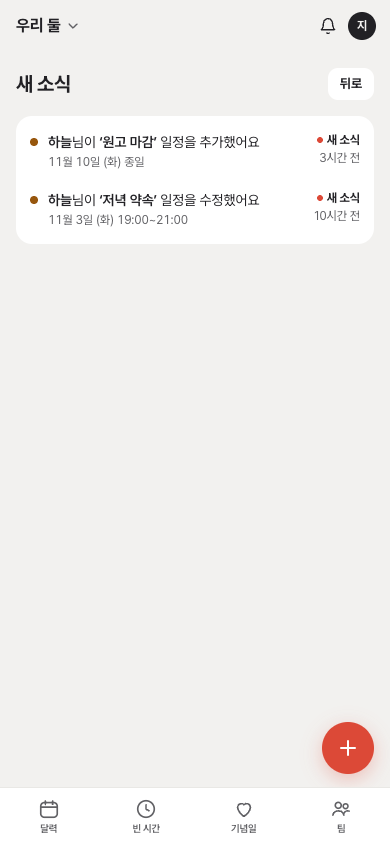 우리 둘
지
새 소식
뒤로
하늘님이 ‘원고 마감’ 일정을 추가했어요
새 소식
11월 10일 (화) 종일
3시간 전
하늘님이 ‘저녁 약속’ 일정을 수정했어요
새 소식
11월 3일 (화) 19:00~21:00
10시간 전
달력
빈 시간
기념일
팀